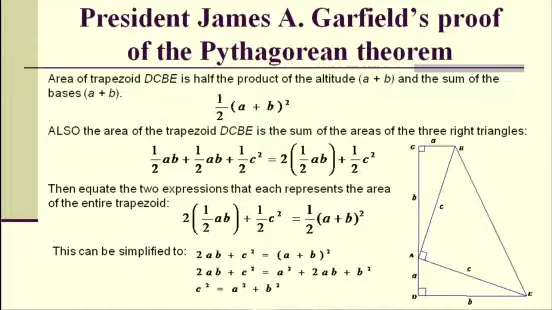 President James A. Garfield's proof
of the Pythagorean theorem
Area of trapezoid DCBE is half the product of the altitude (a + b) and the sum of the
bases (a + b).
1/2 (a + b)²
ALSO the area of the trapezoid DCBE is the sum of the areas of the three right triangles:
1/2 ab + 1/2 ab + 1/2 c² = 2(1/2 ab) + 1/2 c²
Then equate the two expressions that each represents the area
of the entire trapezoid:
2(1/2 ab) + 1/2 c² = 1/2 (a + b)²
This can be simplified to:
2ab + c² = (a + b)²
2ab + c² = a² + 2ab + b²
c² = a² + b²
a
C B
b
c
A
a
c
D E
b